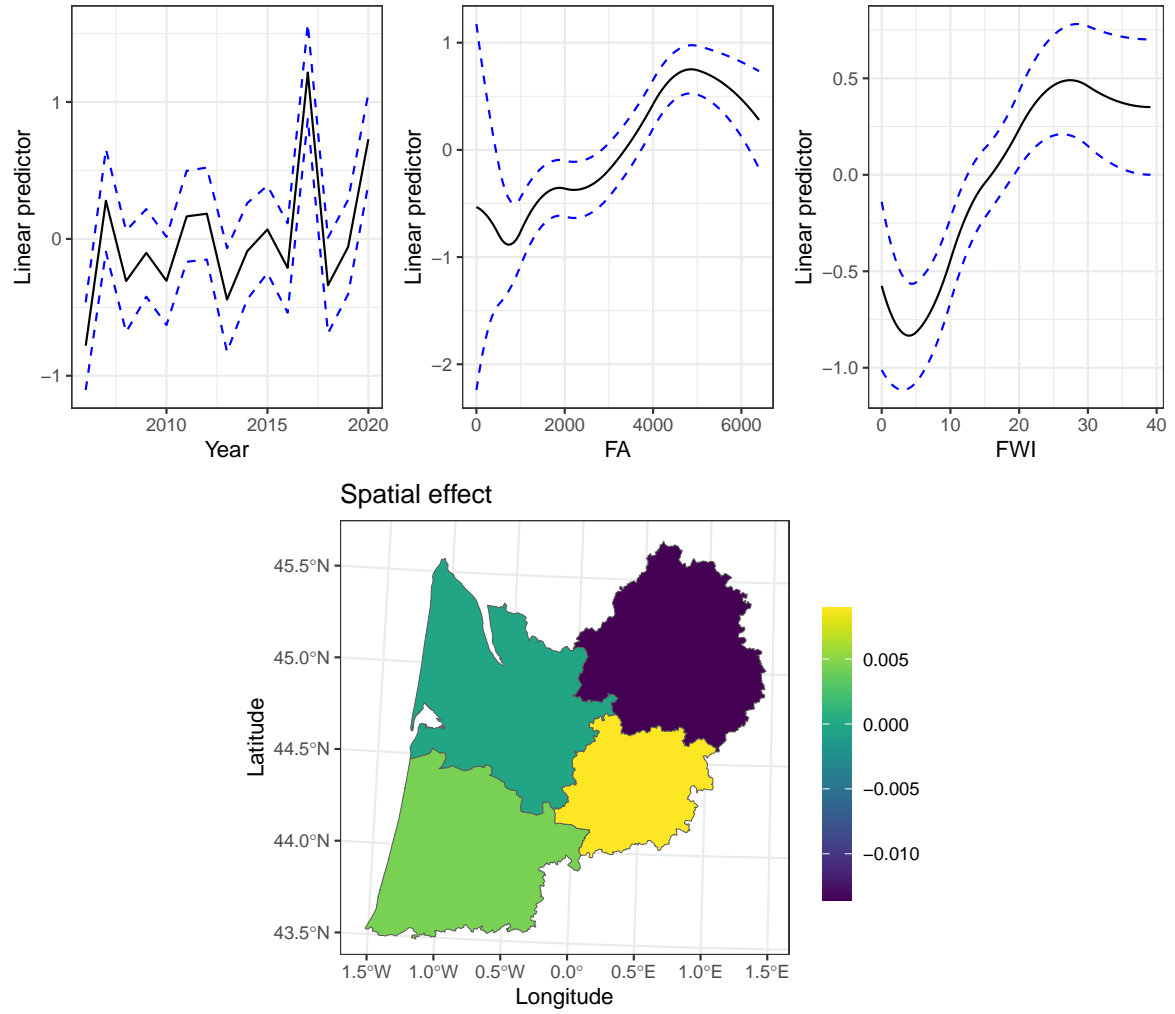 Linear predictor
1
0
−1
2010
2015
2020
Year
Linear predictor
1
0
−1
−2
0
2000
4000
6000
FA
Linear predictor
0.5
0.0
−0.5
−1.0
0
10
20
30
40
FWI
Spatial effect
Latitude
45.5°N
45.0°N
44.5°N
44.0°N
43.5°N
1.5°W
1.0°W
0.5°W
0.0°
0.5°E
1.0°E
1.5°E
Longitude
0.005
0.000
−0.005
−0.010